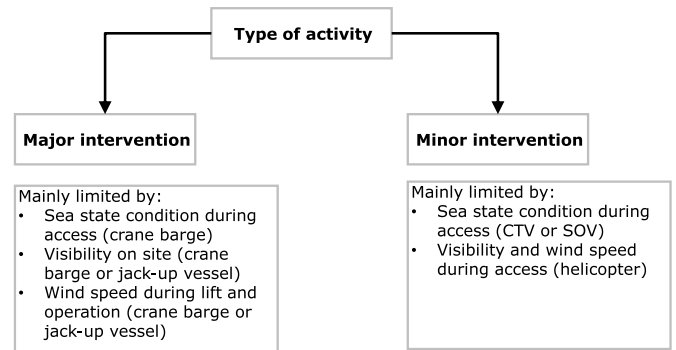 Type of activity
Major intervention
Minor intervention
Mainly limited by:
• Sea state condition during
access (crane barge)
• Visibility on site (crane
barge or jack-up vessel)
• Wind speed during lift and
operation (crane barge or
jack-up vessel)
Mainly limited by:
• Sea state condition during
access (CTV or SOV)
• Visibility and wind speed
during access (helicopter)